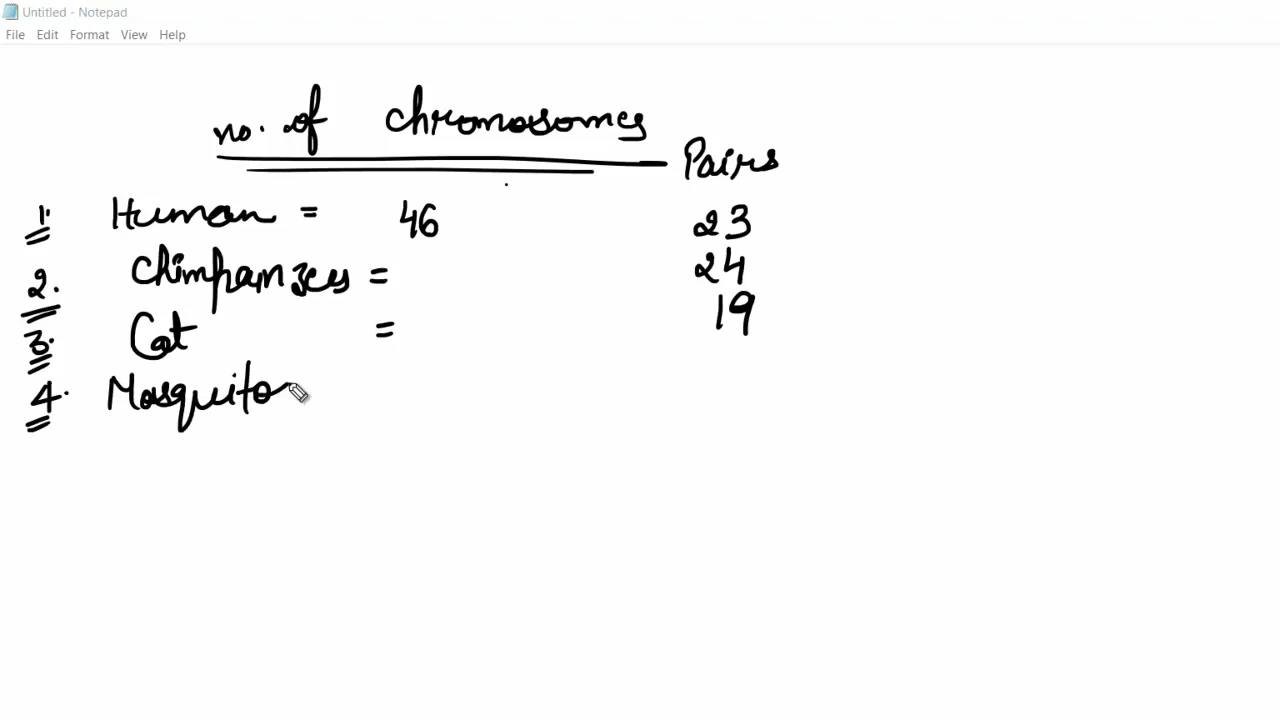 Untitled - Notepad
File Edit Format View Help
no. of chromosomes
Pairs
1. Human = 46 23
2. Chimpanzeys = 24
3. Cat = 19
4. Mosquito